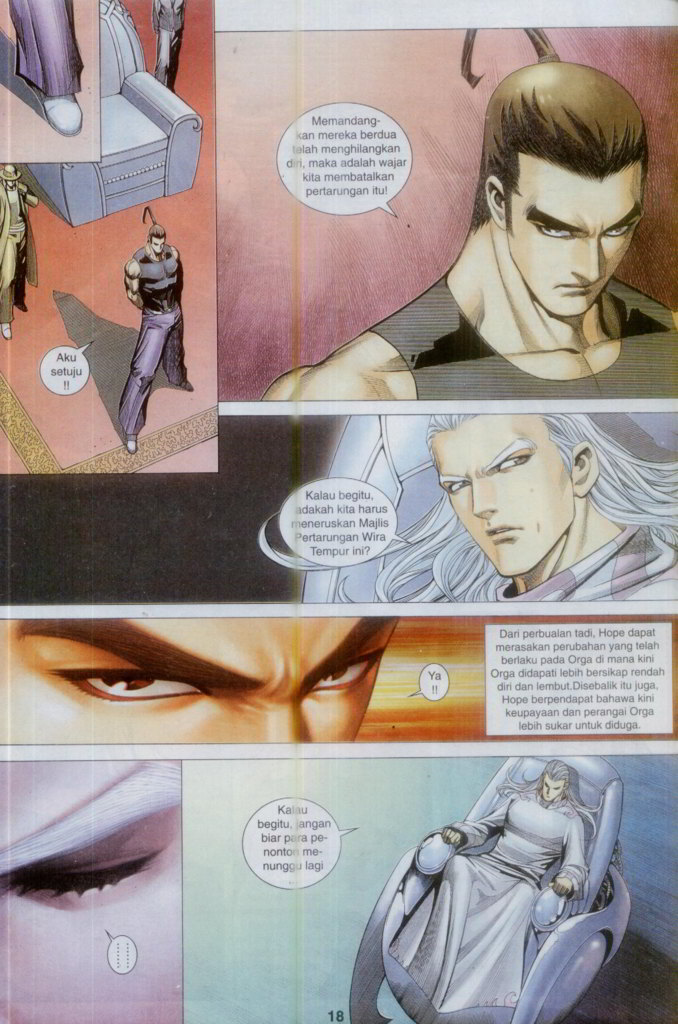 Memandang-
kan mereka berdua
telah menghilangkan
diri, maka adalah wajar
kita membatalkan
pertarungan itu!
Aku
setuju
!!
Kalau begitu,
adakah kita harus
meneruskan Majlis
Pertarungan Wira
Tempur ini?
Ya
!!
Dari perbualan tadi, Hope dapat
merasakan perubahan yang telah
berlaku pada Orga di mana kini
Orga didapati lebih bersikap rendah
diri dan lembut.Disebalik itu juga,
Hope berpendapat bahawa kini
keupayaan dan perangai Orga
lebih sukar untuk diduga.
Kalau
begitu, jangan
biar para pe-
nonton me-
nunggu lagi
...
......
18